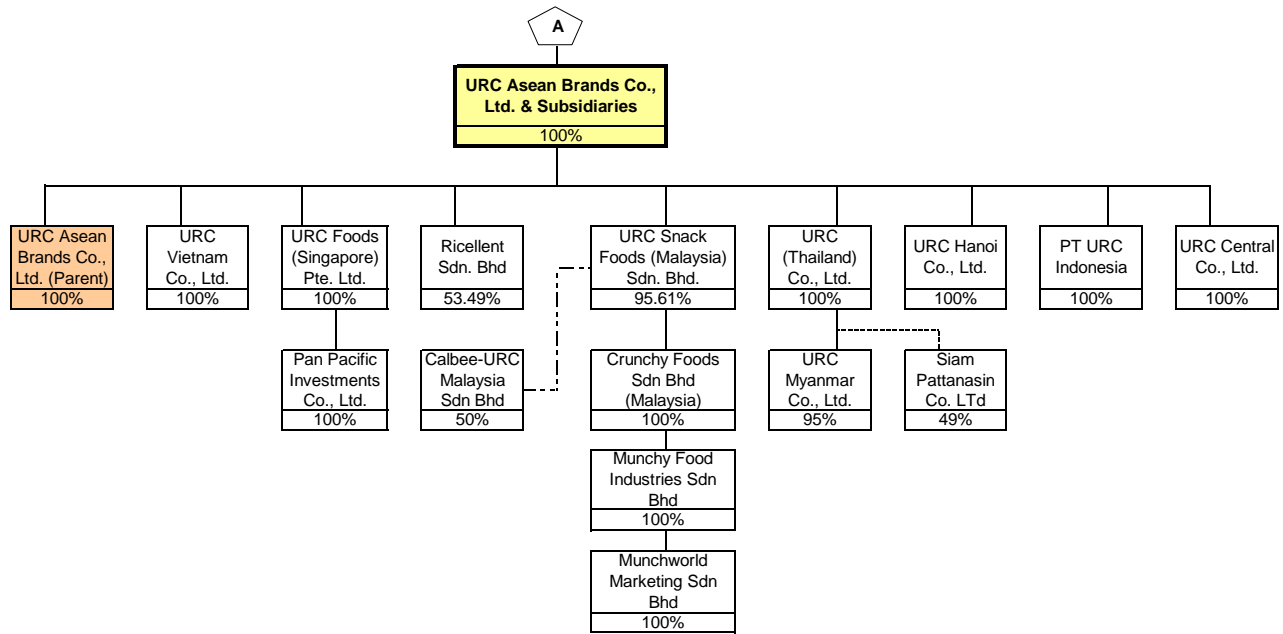 A
URC Asean Brands Co.,
Ltd. & Subsidiaries
100%
URC Asean
Brands Co.,
Ltd. (Parent)
100%
URC
Vietnam
Co., Ltd.
100%
URC Foods
(Singapore)
Pte. Ltd.
100%
Ricellent
Sdn. Bhd
53.49%
URC Snack
Foods (Malaysia)
Sdn. Bhd.
95.61%
URC
(Thailand)
Co., Ltd.
100%
URC Hanoi
Co., Ltd.
100%
PT URC
Indonesia
100%
URC Central
Co., Ltd.
100%
Pan Pacific
Investments
Co., Ltd.
100%
Calbee-URC
Malaysia
Sdn Bhd
50%
Crunchy Foods
Sdn Bhd
(Malaysia)
100%
URC
Myanmar
Co., Ltd.
95%
Siam
Pattanasin
Co. LTd
49%
Munchy Food
Industries Sdn
Bhd
100%
Munchworld
Marketing Sdn
Bhd
100%